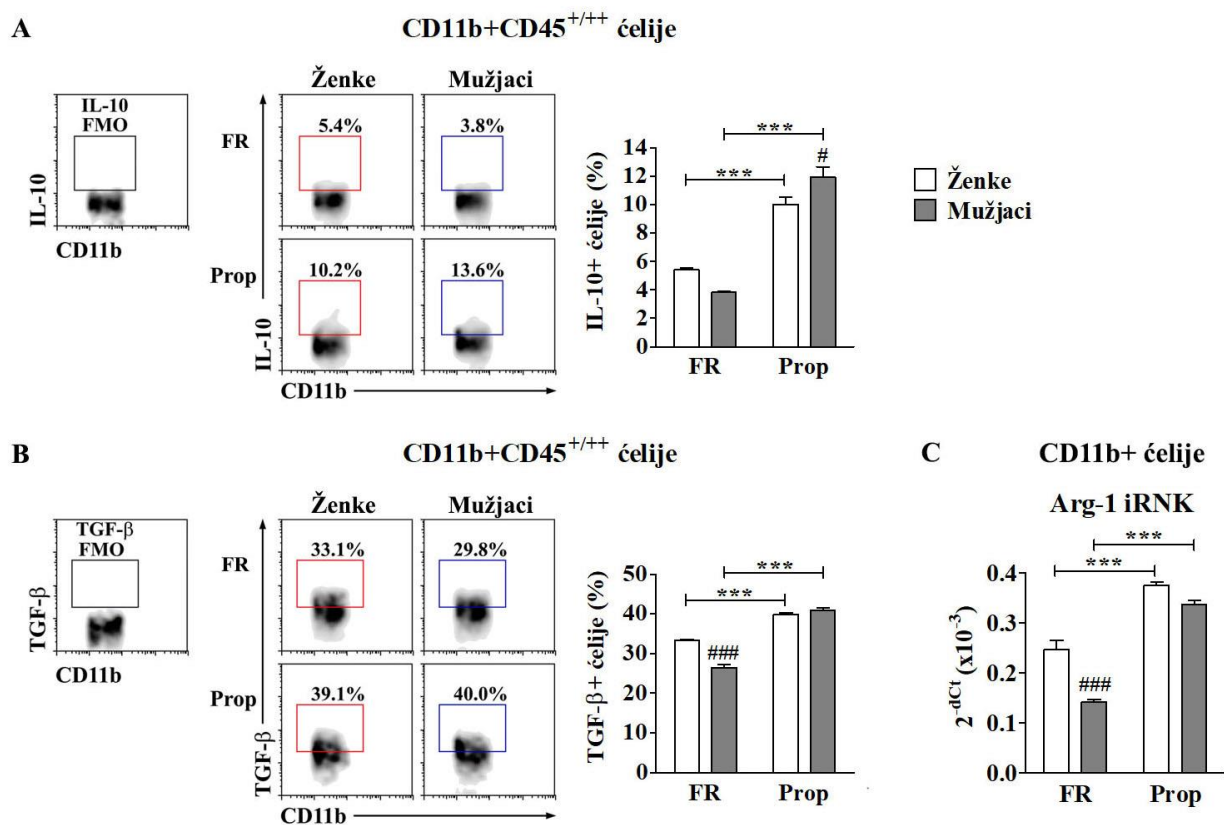 A
CD11b+CD45+/++ ćelije
IL-10
FMO
IL-10
CD11b
Ženke
Mužjaci
FR
5.4%
3.8%
Prop
10.2%
13.6%
IL-10
CD11b
IL-10+ ćelije (%)
14
12
10
8
6
4
2
0
***
***
#
FR
Prop
Ženke
Mužjaci
B
CD11b+CD45+/++ ćelije
TGF-β
FMO
TGF-β
CD11b
Ženke
Mužjaci
FR
33.1%
29.8%
Prop
39.1%
40.0%
TGF-β
CD11b
TGF-β+ ćelije (%)
50
40
30
20
10
0
***
***
###
FR
Prop
C
CD11b+ ćelije
Arg-1 iRNK
2-dCt (x10-3)
0.4
0.3
0.2
0.1
0.0
***
***
###
FR
Prop